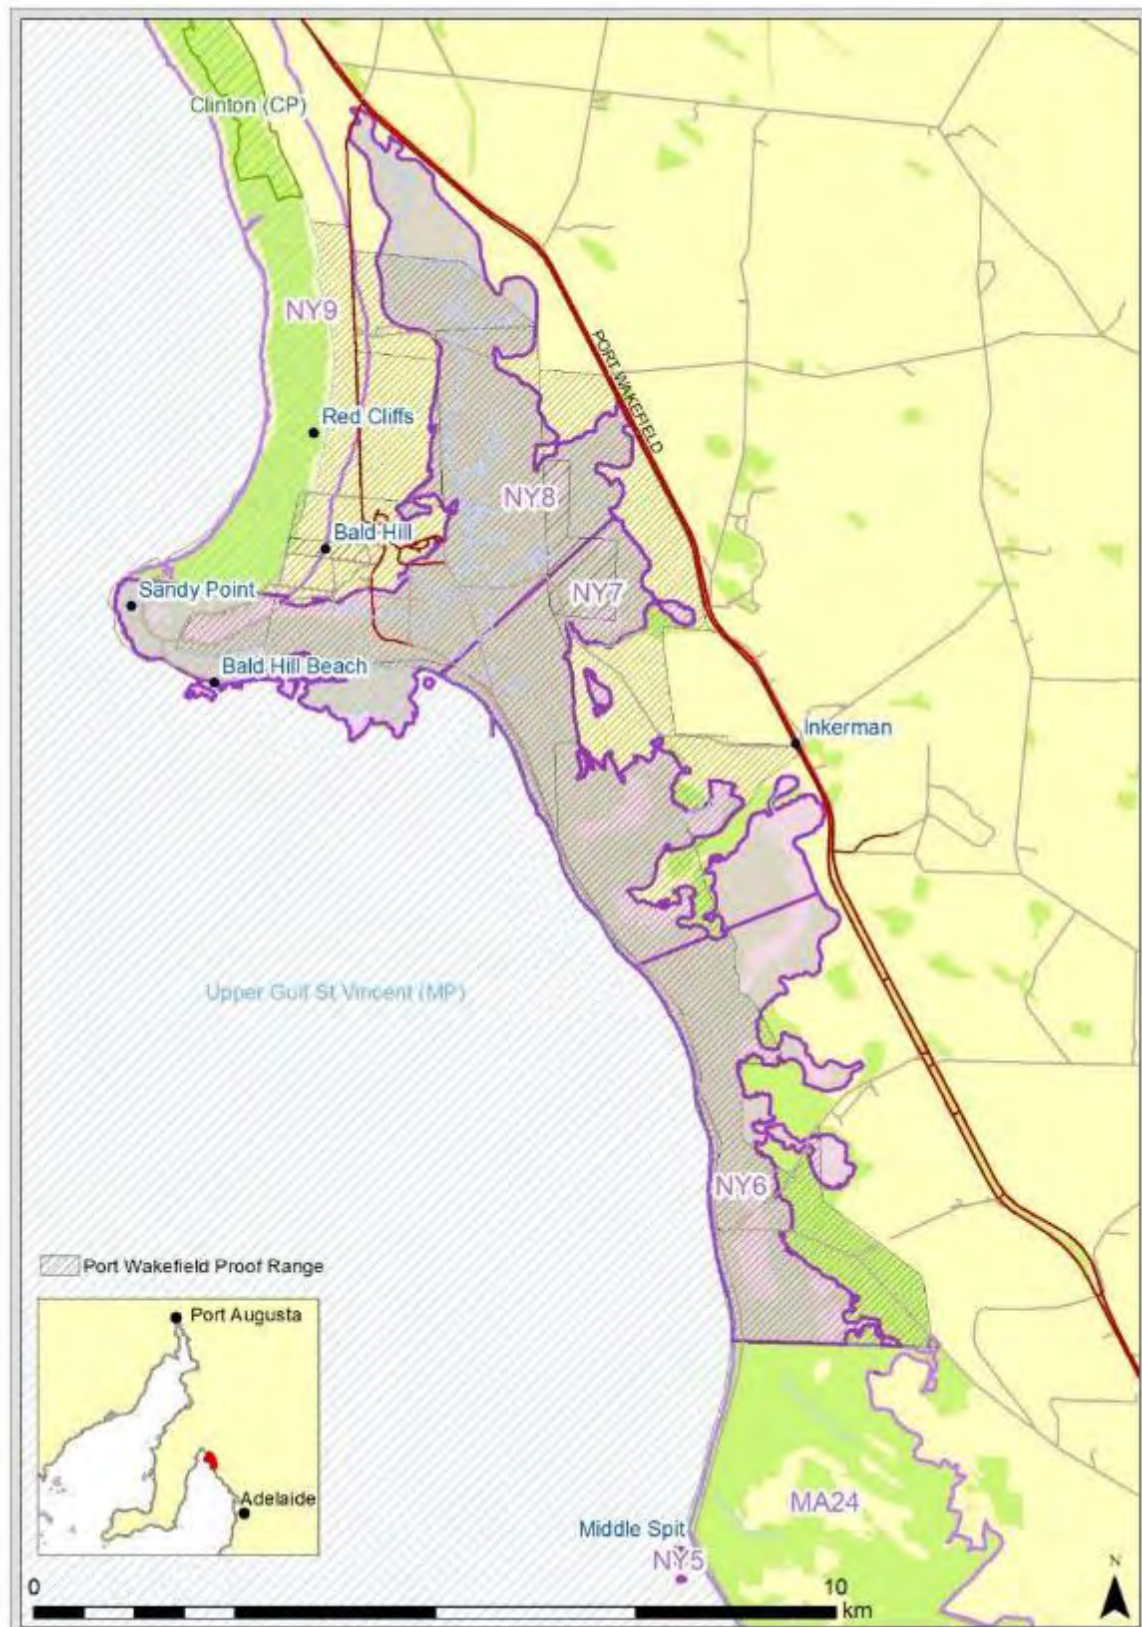 Clinton (CP)
NY9
PORT WAKEFIELD
Red Cliffs
NY8
Bald Hill
Sandy Point
NY7
Bald Hill Beach
Inkerman
Upper Gulf St Vincent (MP)
NY6
Port Wakefield Proof Range
Port Augusta
Adelaide
MA24
Middle Spit
NY5
N
0
10
km